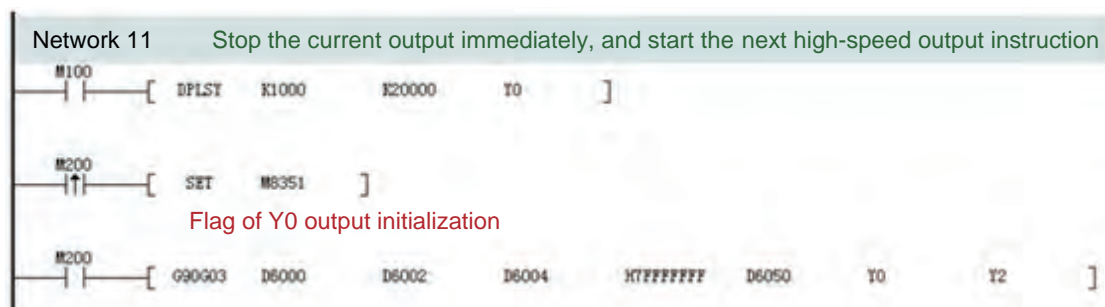 Network 11 Stop the current output immediately, and start the next high-speed output instruction
M100
[ DPLSY K1000 K20000 Y0 ]
M200
[ SET M8351 ]
Flag of Y0 output initialization
M200
[ G90G03 D6000 D6002 D6004 H7FFFFFFF D6050 Y0 Y2 ]